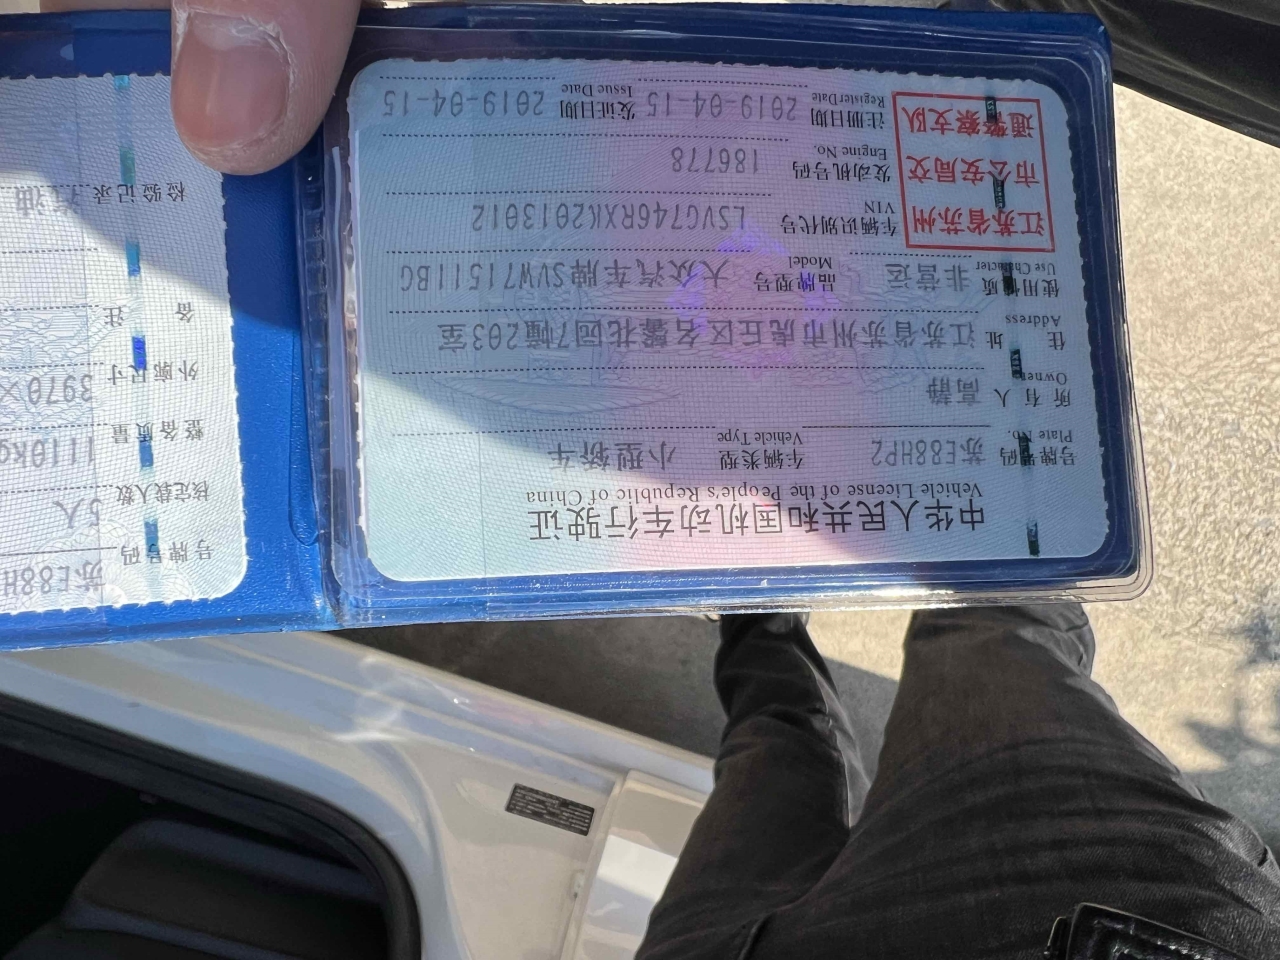 中华人民共和国机动车行驶证
Vehicle License of the People's Republic of China
号牌号码 苏E88HP2 车辆类型 小型轿车
Plate No. Vehicle Type
所有人 高静
Owner
住址 江苏省苏州市虎丘区名馨花园7幢203室
Address
使用性质 非营运 品牌型号 大众汽车牌SVW71511BG
Use Character Model
江苏省苏州
市公安局交
通警察支队
车辆识别代号 LSVG746RXK2013012
VIN
发动机号码 186778
Engine No.
注册日期 2019-04-15 发证日期 2019-04-15
Register Date Issue Date
号牌号码 苏E88H
核定载人数 5人
整备质量 1110kg
外廓尺寸 3970×
备注
检验记录